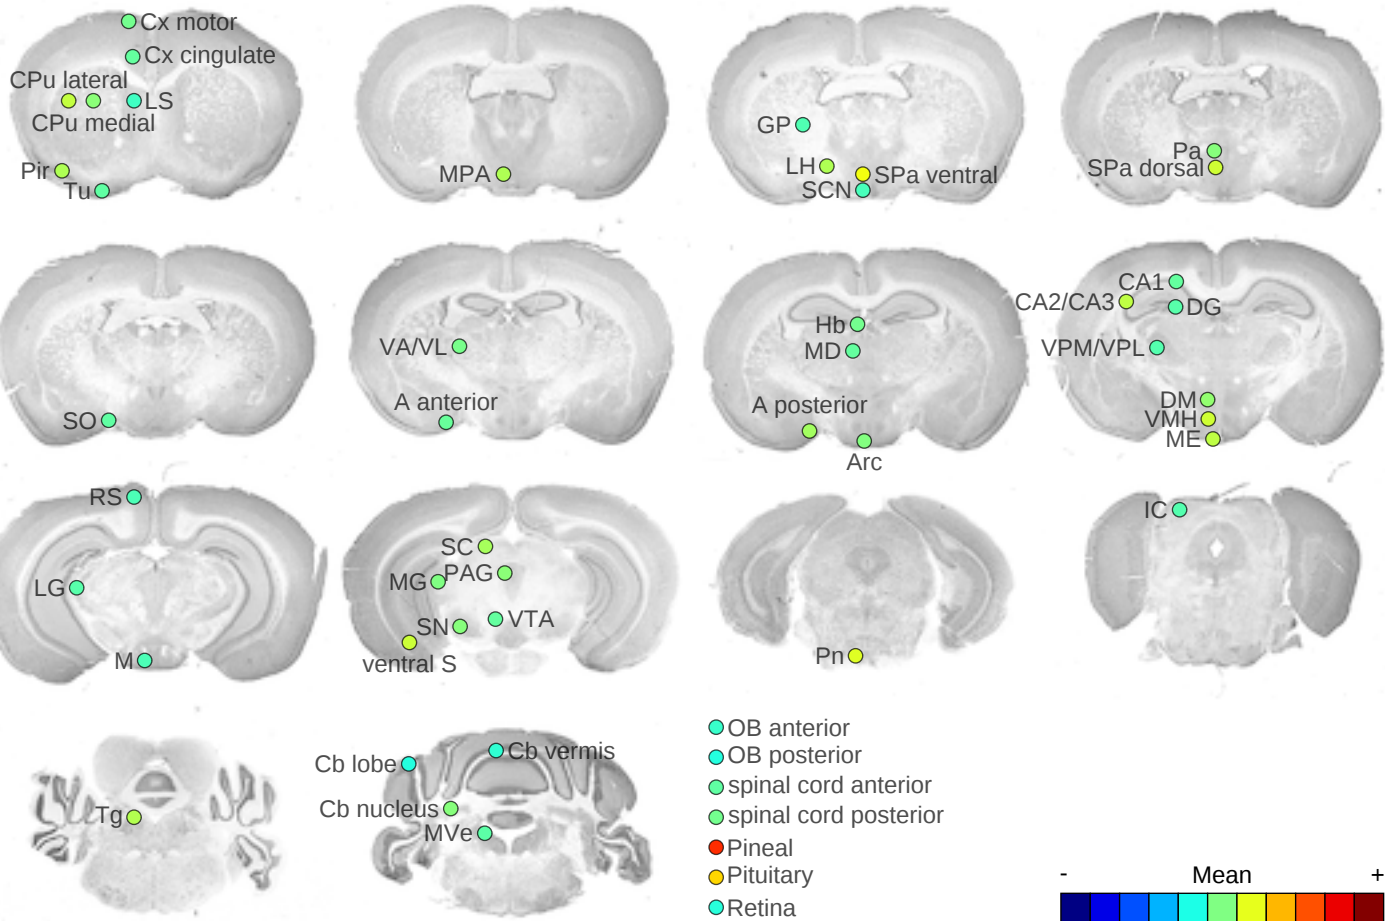 Cx motor
Cx cingulate
CPu lateral
LS
CPu medial
Pir
Tu
MPA
GP
LH
SPa ventral
SCN
Pa
SPa dorsal
SO
VA/VL
A anterior
Hb
MD
A posterior
Arc
CA1
CA2/CA3
DG
VPM/VPL
DM
VMH
ME
RS
LG
M
SC
MG
PAG
SN
VTA
ventral S
Pn
IC
Tg
Cb lobe
Cb vermis
Cb nucleus
MVe
OB anterior
OB posterior
spinal cord anterior
spinal cord posterior
Pineal
Pituitary
Retina
- Mean +